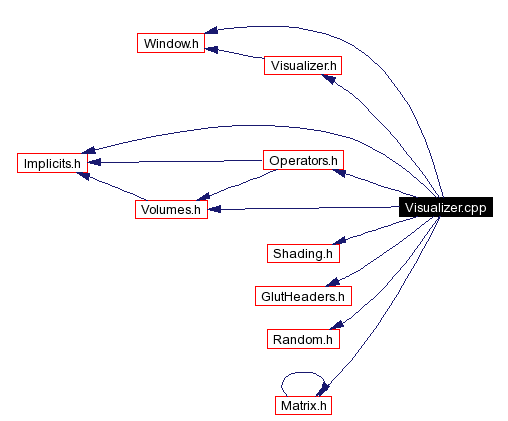 Window.h
Visualizer.h
Operators.h
Implicits.h
Volumes.h
Visualizer.cpp
Shading.h
GlutHeaders.h
Random.h
Matrix.h